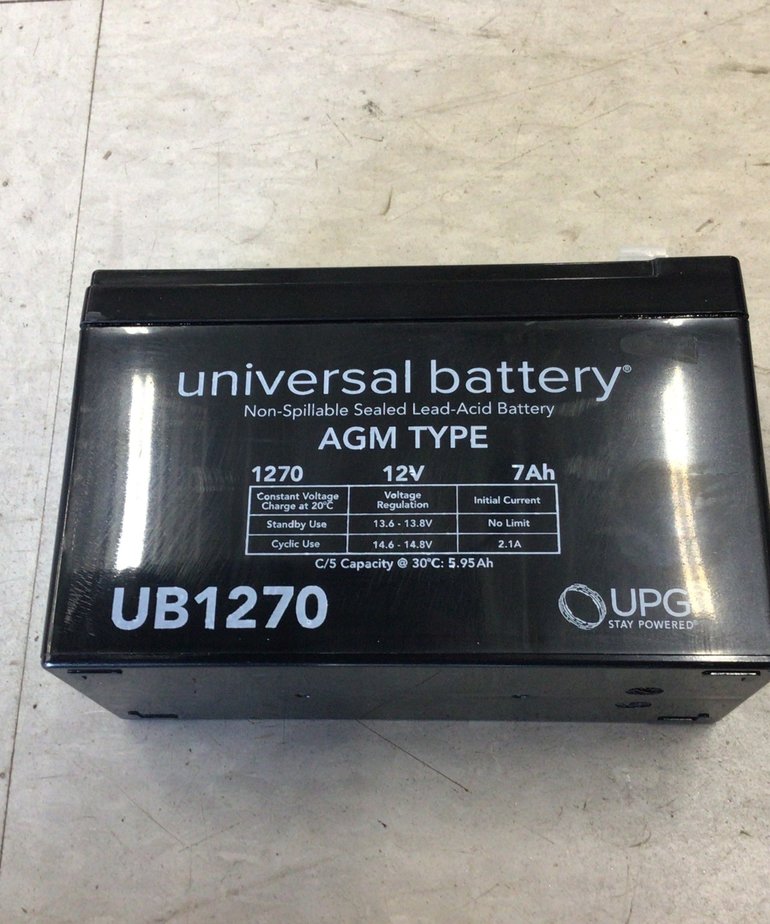 universal battery®
Non-Spillable Sealed Lead-Acid Battery
AGM TYPE
1270 12V 7Ah
Constant Voltage Charge at 20°C Voltage Regulation Initial Current
Standby Use 13.6 - 13.8V No Limit
Cyclic Use 14.6 - 14.8V 2.1A
C/5 Capacity @ 30°C: 5.95Ah
UB1270
UPG
STAY POWERED®